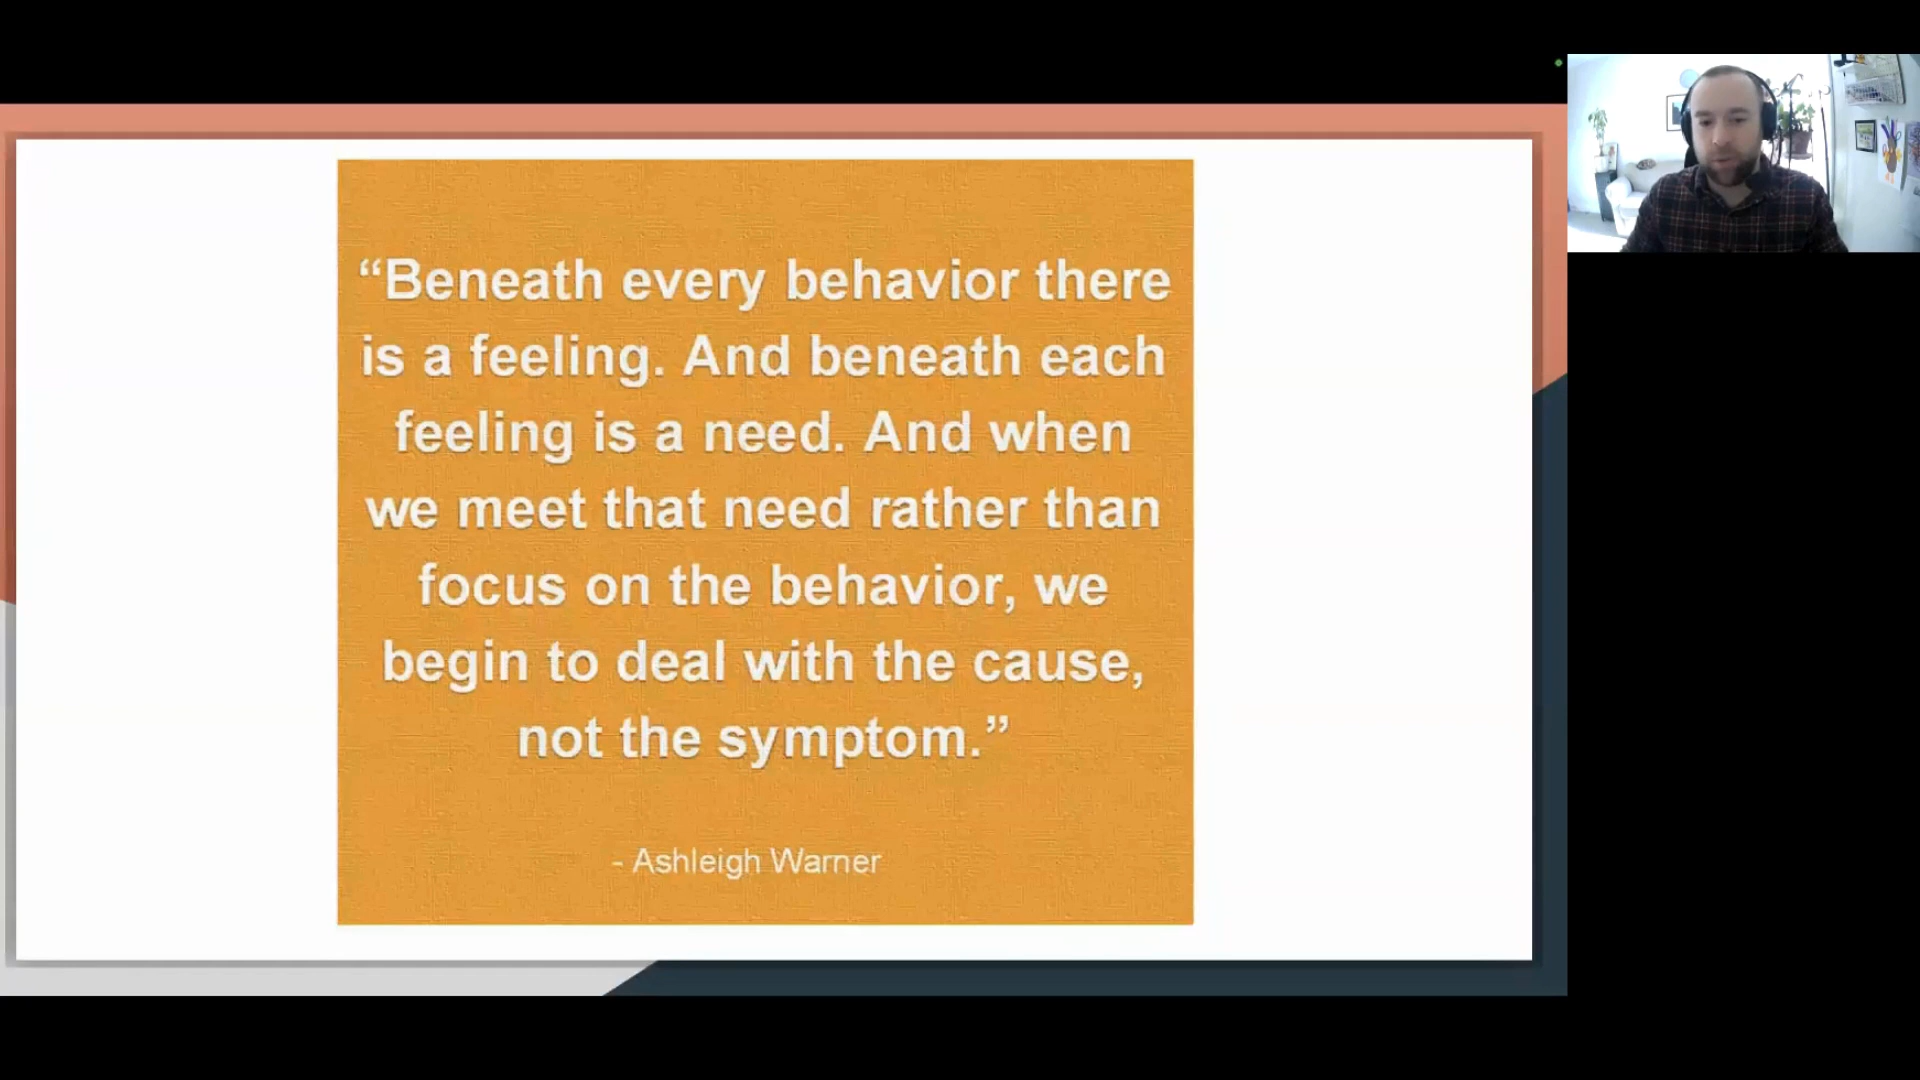 “Beneath every behavior there
is a feeling. And beneath each
feeling is a need. And when
we meet that need rather than
focus on the behavior, we
begin to deal with the cause,
not the symptom.”
- Ashleigh Warner